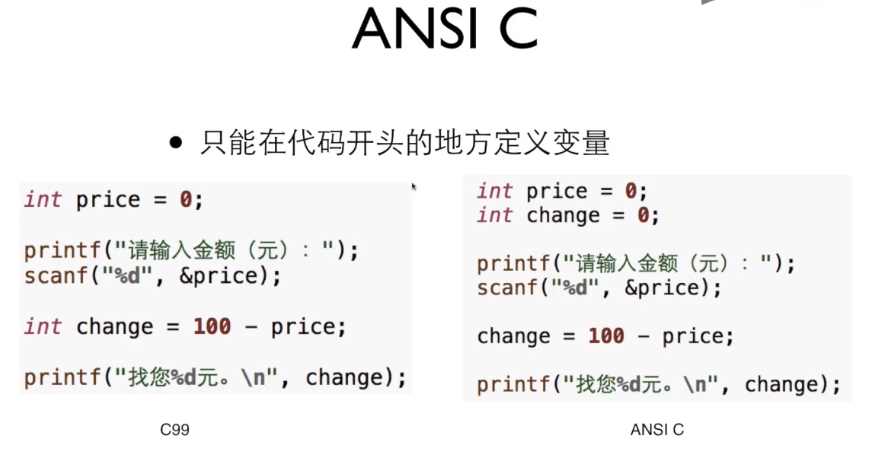 ANSI C
● 只能在代码开头的地方定义变量
int price = 0;
printf("请输入金额（元）：");
scanf("%d", &price);
int change = 100 - price;
printf("找您%d元。\n", change);
C99
int price = 0;
int change = 0;
printf("请输入金额（元）：");
scanf("%d", &price);
change = 100 - price;
printf("找您%d元。\n", change);
ANSI C